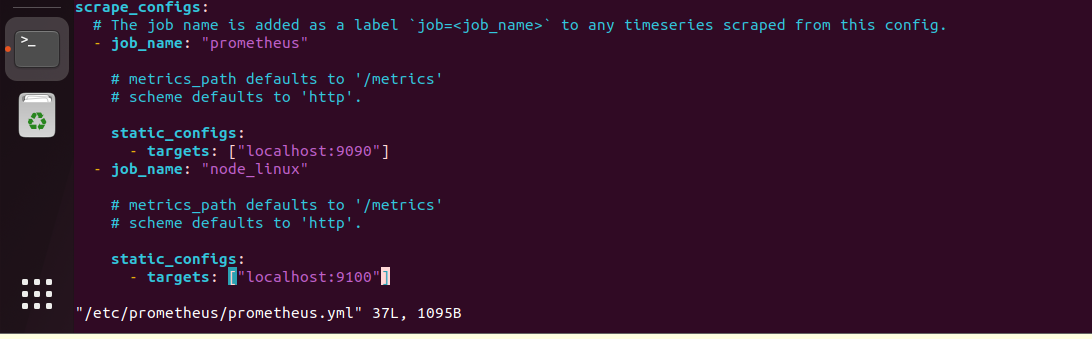 scrape_configs:
  # The job name is added as a label `job=<job_name>` to any timeseries scraped from this config.
  - job_name: "prometheus"
    # metrics_path defaults to '/metrics'
    # scheme defaults to 'http'.
    static_configs:
      - targets: ["localhost:9090"]
  - job_name: "node_linux"
    # metrics_path defaults to '/metrics'
    # scheme defaults to 'http'.
    static_configs:
      - targets: ["localhost:9100"]
"/etc/prometheus/prometheus.yml" 37L, 1095B
>_